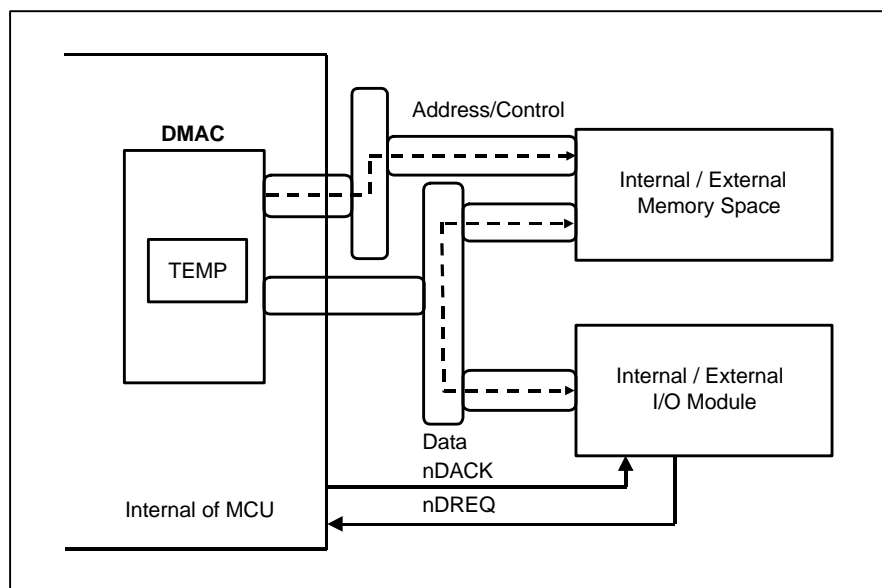 Address/Control
DMAC
Internal / External
Memory Space
TEMP
Internal / External
I/O Module
Data
nDACK
nDREQ
Internal of MCU